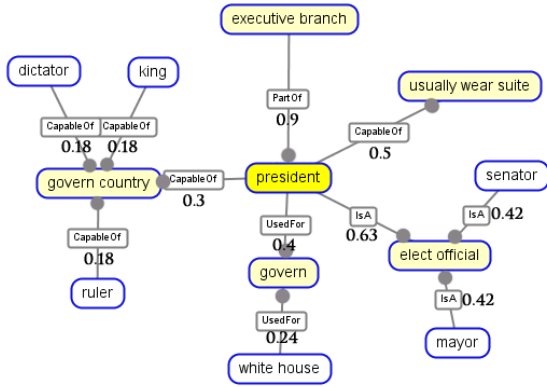 executive branch
dictator
king
usually wear suite
PartOf
0.9
CapableOf
0.18
CapableOf
0.18
CapableOf
0.5
govern country
CapableOf
0.3
president
senator
IsA
0.42
UsedFor
0.4
IsA
0.63
CapableOf
0.18
elect official
govern
ruler
IsA
0.42
UsedFor
0.24
mayor
white house